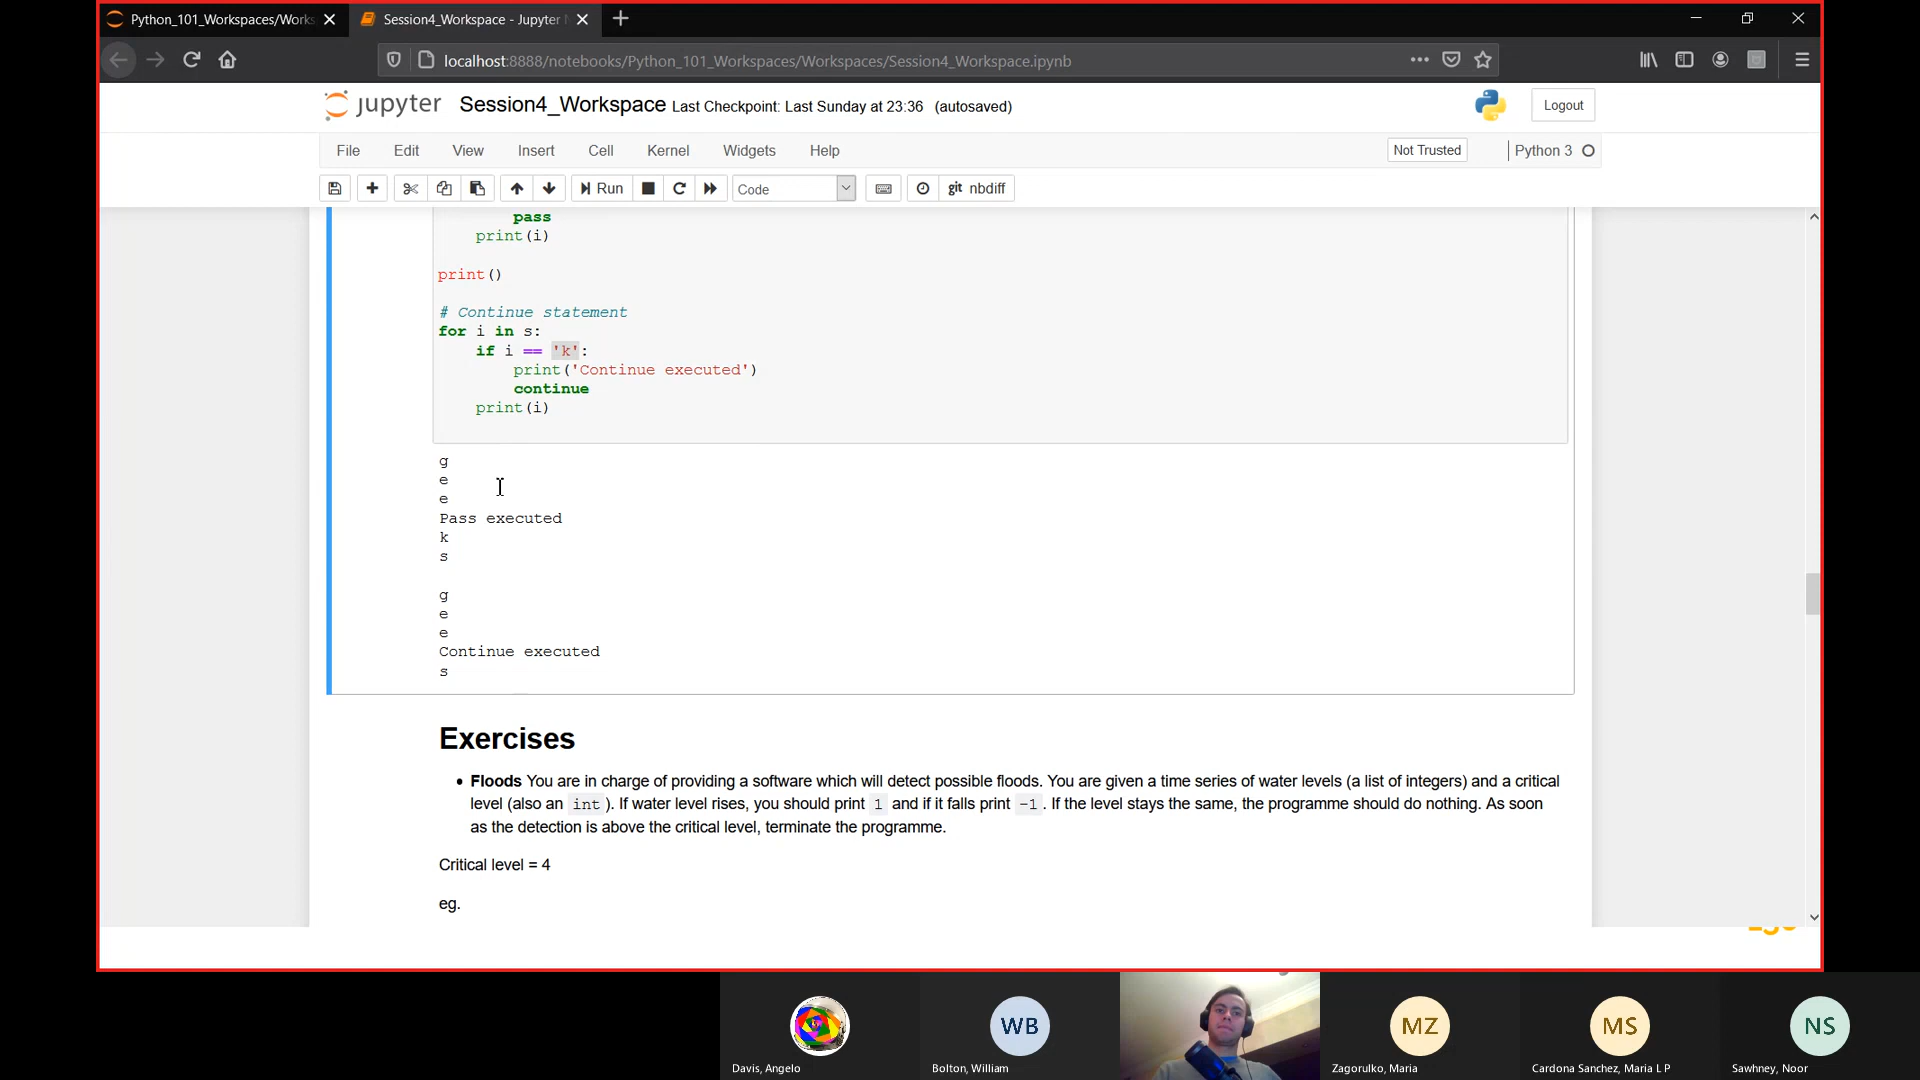 Python_101_Workspaces/Works
Session4_Workspace - Jupyter N
localhost:8888/notebooks/Python_101_Workspaces/Workspaces/Session4_Workspace.ipynb
jupyter Session4_Workspace Last Checkpoint: Last Sunday at 23:36 (autosaved)
Logout
File Edit View Insert Cell Kernel Widgets Help
Not Trusted Python 3
Run Code git nbdiff
pass
print(i)
print()
# Continue statement
for i in s:
if i == 'k':
print('Continue executed')
continue
print(i)
g
e
e
Pass executed
k
s
g
e
e
Continue executed
s
Exercises
Floods You are in charge of providing a software which will detect possible floods. You are given a time series of water levels (a list of integers) and a critical
level (also an int ). If water level rises, you should print 1 and if it falls print -1 . If the level stays the same, the programme should do nothing. As soon
as the detection is above the critical level, terminate the programme.
Critical level = 4
eg.
WB
MZ
MS
NS
Davis, Angelo
Bolton, William
Zagorulko, Maria
Cardona Sanchez, Maria L P
Sawhney, Noor